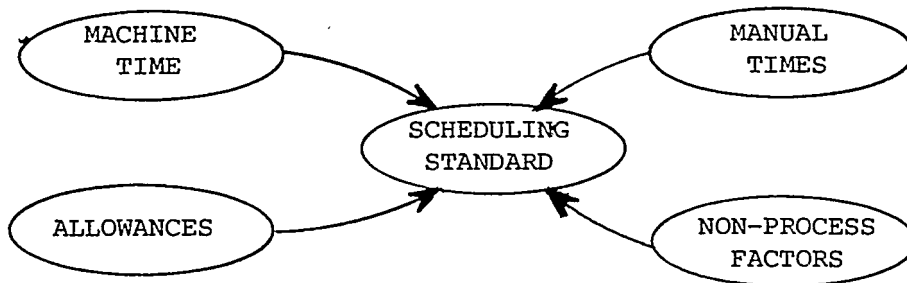 MACHINE
TIME
MANUAL
TIMES
SCHEDULING
STANDARD
ALLOWANCES
NON-PROCESS
FACTORS